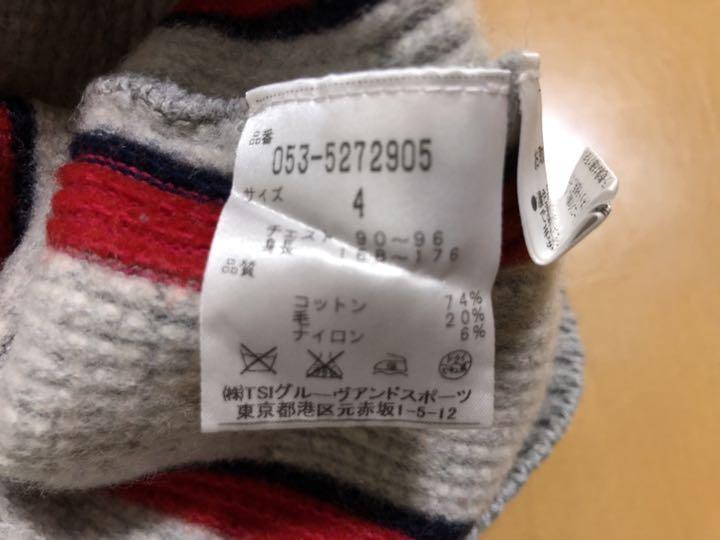 品番
053-5272905
サイズ
4
チェスト 90～96
身長 168～176
品質
コットン 74%
毛 20%
ナイロン 6%
ドライ
㈱TSIグルーヴアンドスポーツ
東京都港区元赤坂1-5-12